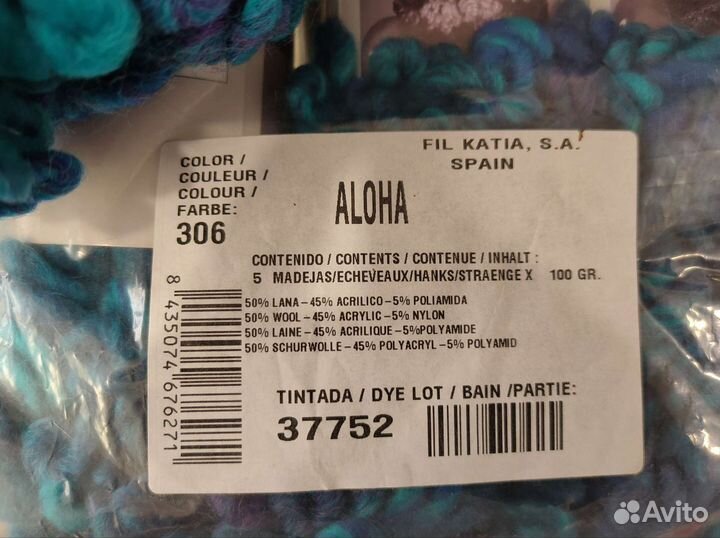 COLOR /
COULEUR /
COLOUR /
FARBE:
306
FIL KATIA, S.A.
SPAIN
ALOHA
CONTENIDO / CONTENTS / CONTENUE / INHALT :
5 MADEJAS/ECHEVEAUX/HANKS/STRAENGE X 100 GR.
50% LANA–45% ACRILICO–5% POLIAMIDA
50% WOOL–45% ACRYLIC–5% NYLON
50% LAINE–45% ACRILIQUE–5%POLYAMIDE
50% SCHURWOLLE–45% POLYACRYL–5% POLYAMID
8 435074 676271
TINTADA / DYE LOT / BAIN /PARTIE:
37752
Avito